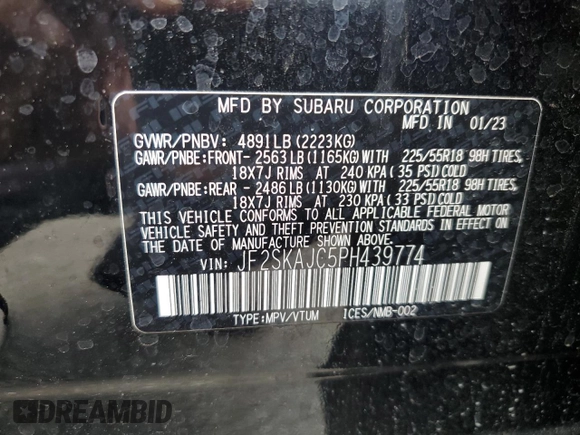 MFD BY SUBARU CORPORATION
MFD IN 01/23
GVWR/PNBV: 4891LB(2223KG)
GAWR/PNBE:FRONT-2563LB(1165KG)WITH 225/55R18 98H TIRES,
18X7J RIMS AT 240 KPA(35 PSI)COLD
GAWR/PNBE:REAR -2486LB(1130KG)WITH 225/55R18 98H TIRES,
18X7J RIMS AT 230 KPA(33 PSI)COLD
THIS VEHICLE CONFORMS TO ALL APPLICABLE FEDERAL MOTOR
VEHICLE SAFETY AND THEFT PREVENTION STANDARDS IN EFFECT ON
THE DATE OF MANUFACTURE SHOWN ABOVE.
VIN: JF2SKAJC5PH439774
TYPE:MPV/VTUM ICES/NMB-002
DREAMBID